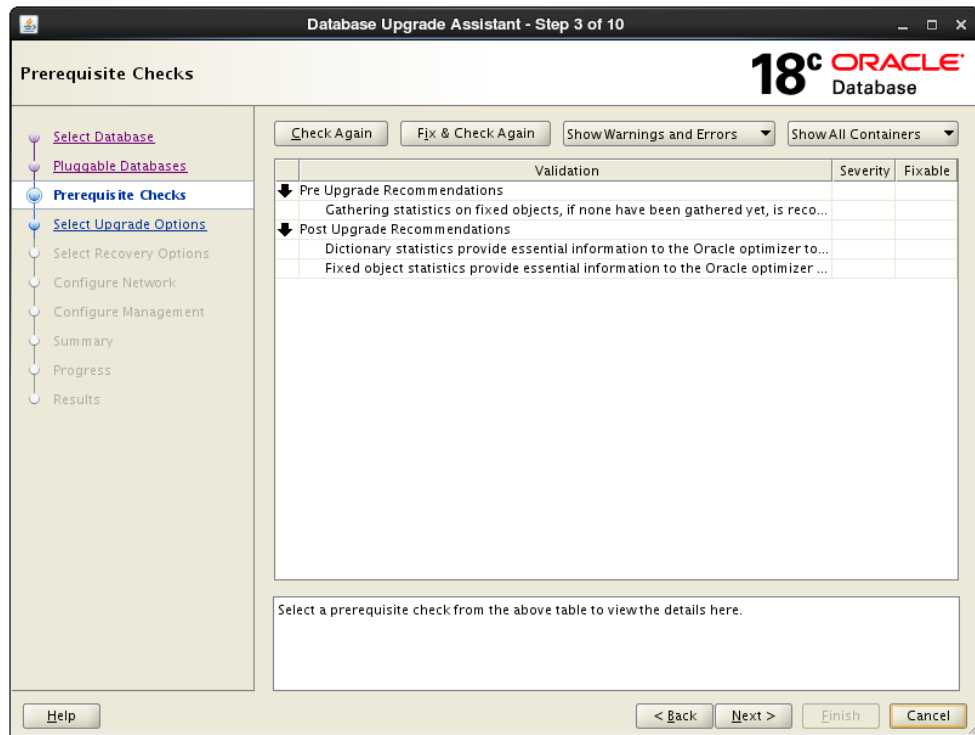 Database Upgrade Assistant - Step 3 of 10
Prerequisite Checks
18c ORACLE
Database
Select Database
Pluggable Databases
Prerequisite Checks
Select Upgrade Options
Select Recovery Options
Configure Network
Configure Management
Summary
Progress
Results
Check Again
Fix & Check Again
Show Warnings and Errors
Show All Containers
Validation Severity Fixable
Pre Upgrade Recommendations
Gathering statistics on fixed objects, if none have been gathered yet, is reco...
Post Upgrade Recommendations
Dictionary statistics provide essential information to the Oracle optimizer to...
Fixed object statistics provide essential information to the Oracle optimizer ...
Select a prerequisite check from the above table to view the details here.
Help
< Back
Next >
Finish
Cancel